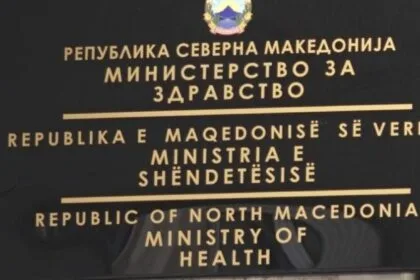 РЕПУБЛИКА СЕВЕРНА МАКЕДОНИЈА
МИНИСТЕРСТВО ЗА
ЗДРАВСТВО
REPUBLIKA E MAQEDONISË SË VERI
MINISTRIA E
SHËNDETËSISË
REPUBLIC OF NORTH MACEDONIA
MINISTRY OF
HEALTH